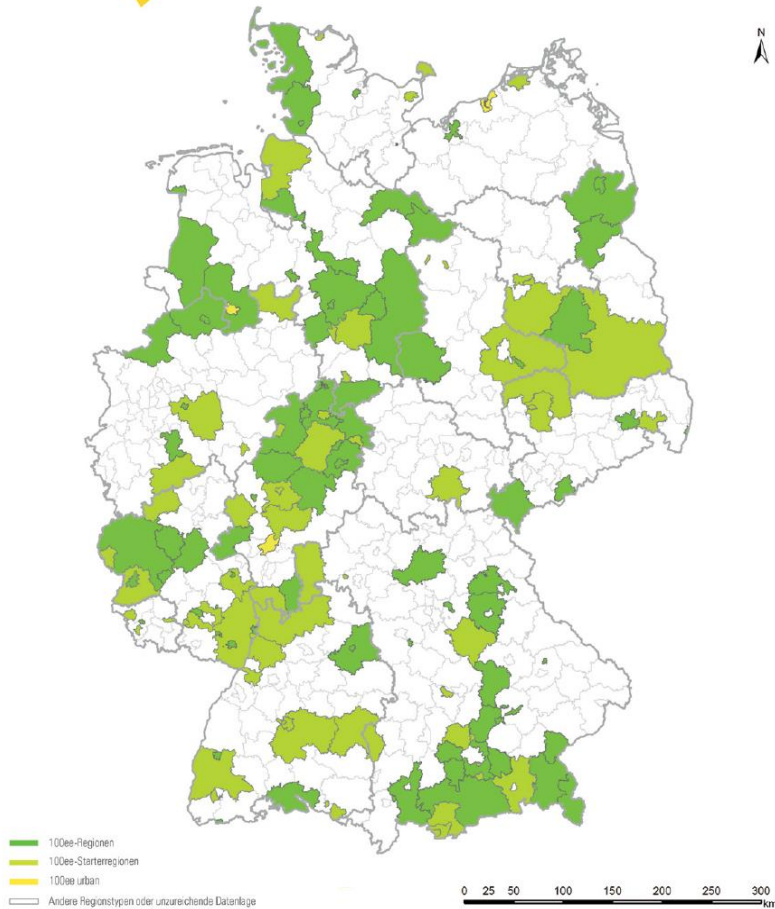 N
100ee-Regionen
100ee-Starterregionen
100ee urban
Andere Regionstypen oder unzureichende Datenlage
0 25 50 100 150 200 250 300
km